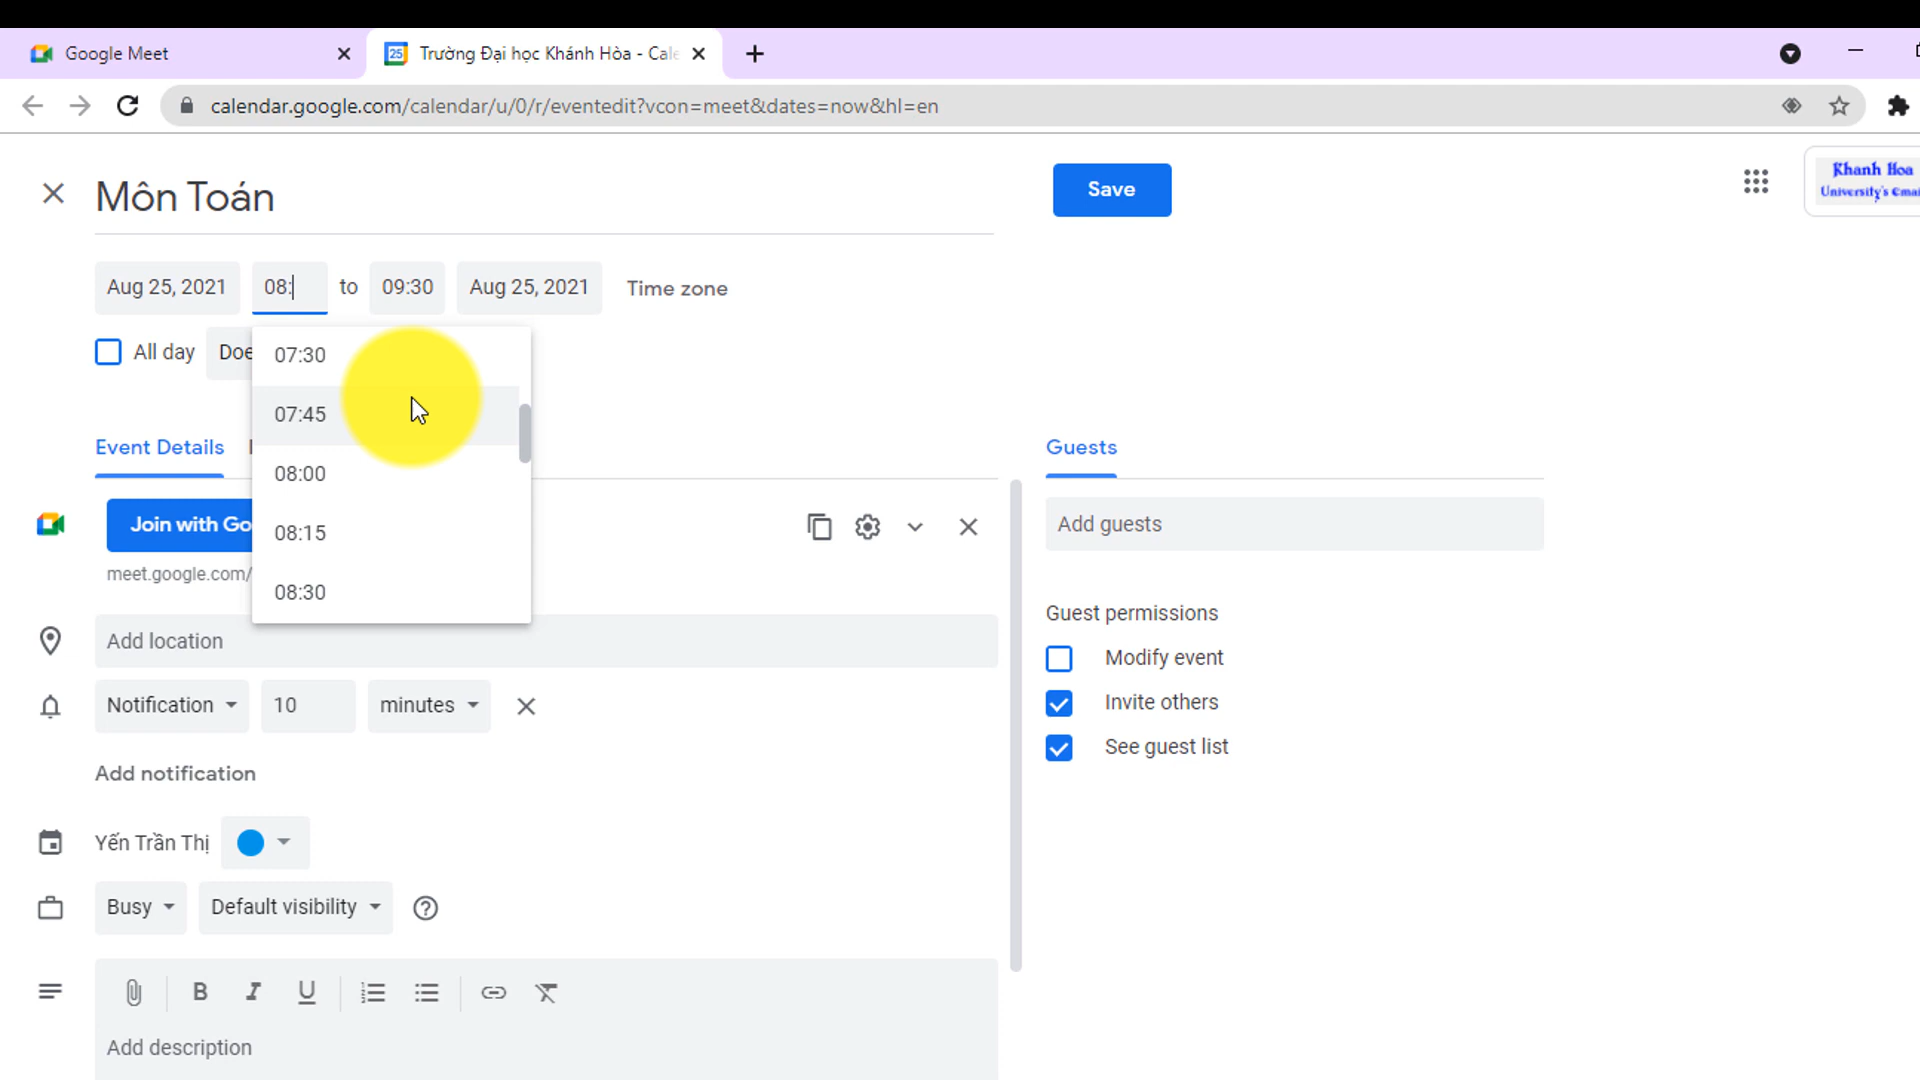 Google Meet
Trường Đại học Khánh Hòa - Cale
calendar.google.com/calendar/u/0/r/eventedit?vcon=meet&dates=now&hl=en
Môn Toán
Save
Khanh Hoa
University's Emai
Aug 25, 2021 08: to 09:30 Aug 25, 2021 Time zone
All day Doe
07:30
07:45
08:00
08:15
08:30
Event Details
Guests
Join with Go
Add guests
meet.google.com/
Guest permissions
Add location
Modify event
Notification 10 minutes
Invite others
See guest list
Add notification
Yến Trần Thị
Busy Default visibility
Add description